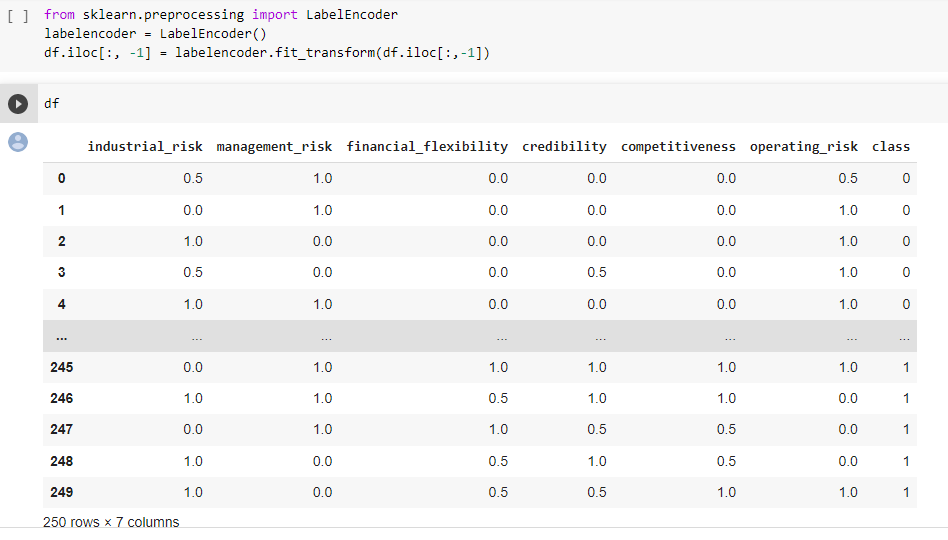 [ ] from sklearn.preprocessing import LabelEncoder
labelencoder = LabelEncoder()
df.iloc[:, -1] = labelencoder.fit_transform(df.iloc[:,-1])
df
industrial_risk management_risk financial_flexibility credibility competitiveness operating_risk class
0 0.5 1.0 0.0 0.0 0.0 0.5 0
1 0.0 1.0 0.0 0.0 0.0 1.0 0
2 1.0 0.0 0.0 0.0 0.0 1.0 0
3 0.5 0.0 0.0 0.5 0.0 1.0 0
4 1.0 1.0 0.0 0.0 0.0 1.0 0
... ... ... ... ... ... ... ...
245 0.0 1.0 1.0 1.0 1.0 1.0 1
246 1.0 1.0 0.5 1.0 1.0 0.0 1
247 0.0 1.0 1.0 0.5 0.5 0.0 1
248 1.0 0.0 0.5 1.0 0.5 0.0 1
249 1.0 0.0 0.5 0.5 1.0 1.0 1
250 rows × 7 columns